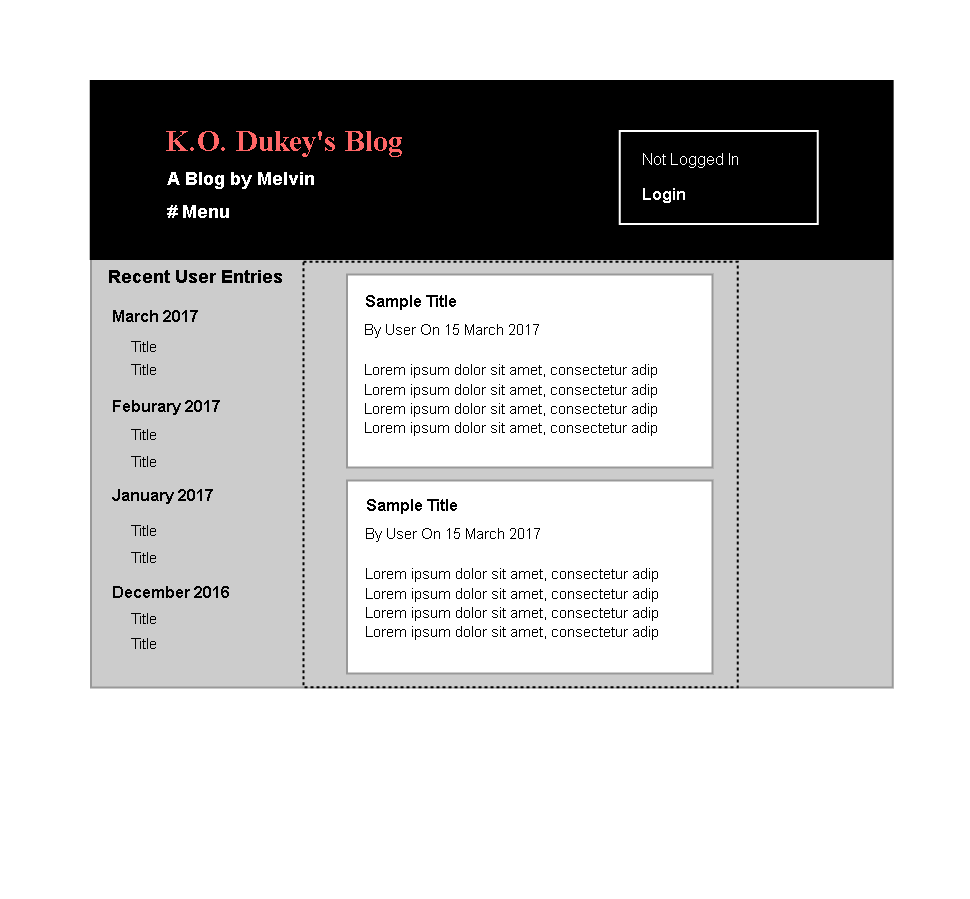 K.O. Dukey's Blog
A Blog by Melvin
# Menu
Not Logged In
Login
Recent User Entries
March 2017
Title
Title
Feburary 2017
Title
Title
January 2017
Title
Title
December 2016
Title
Title
Sample Title
By User On 15 March 2017
Lorem ipsum dolor sit amet, consectetur adip
Lorem ipsum dolor sit amet, consectetur adip
Lorem ipsum dolor sit amet, consectetur adip
Lorem ipsum dolor sit amet, consectetur adip
Sample Title
By User On 15 March 2017
Lorem ipsum dolor sit amet, consectetur adip
Lorem ipsum dolor sit amet, consectetur adip
Lorem ipsum dolor sit amet, consectetur adip
Lorem ipsum dolor sit amet, consectetur adip